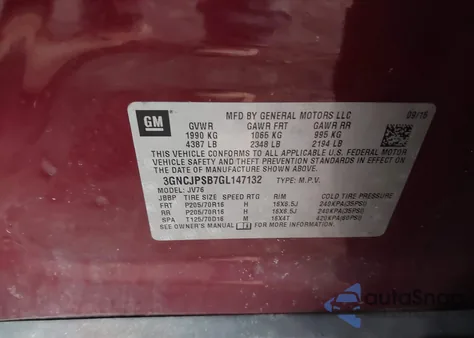 GM
MFD BY GENERAL MOTORS LLC 09/15
GVWR GAWR FRT GAWR RR
1990 KG 1065 KG 995 KG
4387 LB 2348 LB 2194 LB
THIS VEHICLE CONFORMS TO ALL APPLICABLE U.S. FEDERAL MOTOR
VEHICLE SAFETY AND THEFT PREVENTION STANDARDS IN EFFECT ON
THE DATE OF MANUFACTURE SHOWN ABOVE.
3GNCJPSB7GL147132 TYPE: M.P.V.
JV76
JBBP TIRE SIZE SPEED RTG RIM COLD TIRE PRESSURE
FRT P205/70R16 H 16X6.5J 240KPA/35PSI
RR P205/70R16 H 16X6.5J 240KPA/35PSI
SPA T125/70D16 M 16X4T 420KPA/60PSI
SEE OWNER'S MANUAL FOR MORE INFORMATION.
autoSnap